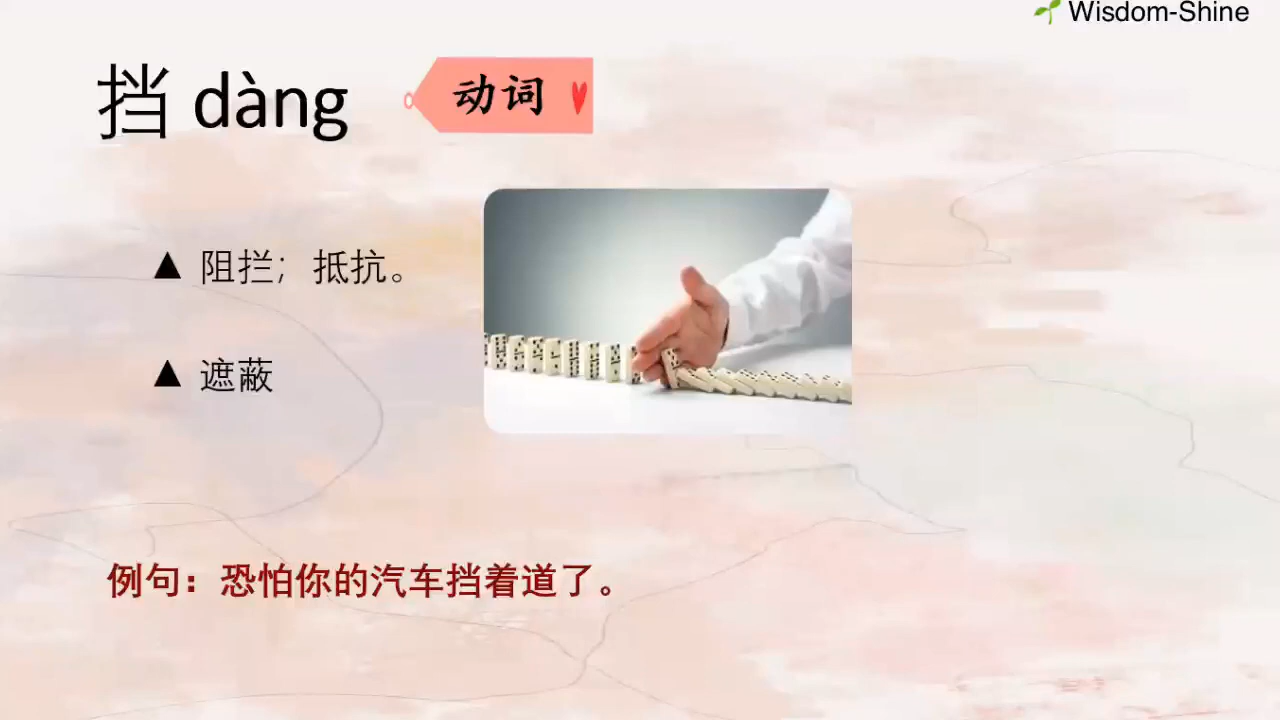 Wisdom-Shine
挡 dàng
动词
▲ 阻拦；抵抗。
▲ 遮蔽
例句：恐怕你的汽车挡着道了。